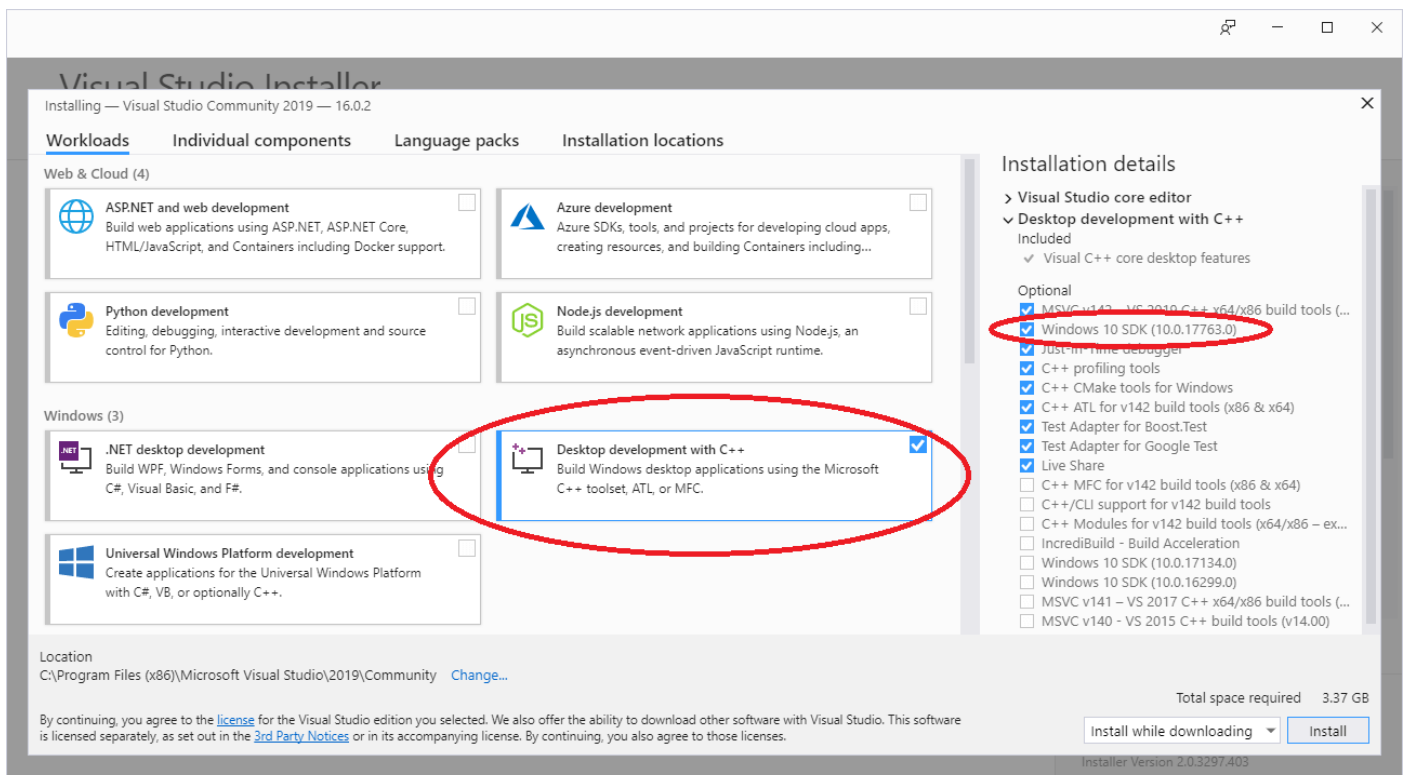 Visual Studio Installer
Installing — Visual Studio Community 2019 — 16.0.2
Workloads
Individual components
Language packs
Installation locations
Web & Cloud (4)
ASP.NET and web development
Build web applications using ASP.NET, ASP.NET Core,
HTML/JavaScript, and Containers including Docker support.
Azure development
Azure SDKs, tools, and projects for developing cloud apps,
creating resources, and building Containers including...
Python development
Editing, debugging, interactive development and source
control for Python.
JS
Node.js development
Build scalable network applications using Node.js, an
asynchronous event-driven JavaScript runtime.
Windows (3)
.NET
.NET desktop development
Build WPF, Windows Forms, and console applications using
C#, Visual Basic, and F#.
Desktop development with C++
Build Windows desktop applications using the Microsoft
C++ toolset, ATL, or MFC.
Universal Windows Platform development
Create applications for the Universal Windows Platform
with C#, VB, or optionally C++.
Installation details
Visual Studio core editor
Desktop development with C++
Included
Visual C++ core desktop features
Optional
MSVC v142 - VS 2019 C++ x64/x86 build tools (...
Windows 10 SDK (10.0.17763.0)
Just-In-Time debugger
C++ profiling tools
C++ CMake tools for Windows
C++ ATL for v142 build tools (x86 & x64)
Test Adapter for Boost.Test
Test Adapter for Google Test
Live Share
C++ MFC for v142 build tools (x86 & x64)
C++/CLI support for v142 build tools
C++ Modules for v142 build tools (x64/x86 – ex...
IncrediBuild - Build Acceleration
Windows 10 SDK (10.0.17134.0)
Windows 10 SDK (10.0.16299.0)
MSVC v141 – VS 2017 C++ x64/x86 build tools (...
MSVC v140 - VS 2015 C++ build tools (v14.00)
Location
C:\Program Files (x86)\Microsoft Visual Studio\2019\Community Change...
Total space required 3.37 GB
By continuing, you agree to the license for the Visual Studio edition you selected. We also offer the ability to download other software with Visual Studio. This software
is licensed separately, as set out in the 3rd Party Notices or in its accompanying license. By continuing, you also agree to those licenses.
Install while downloading
Install
Installer Version 2.0.3297.403